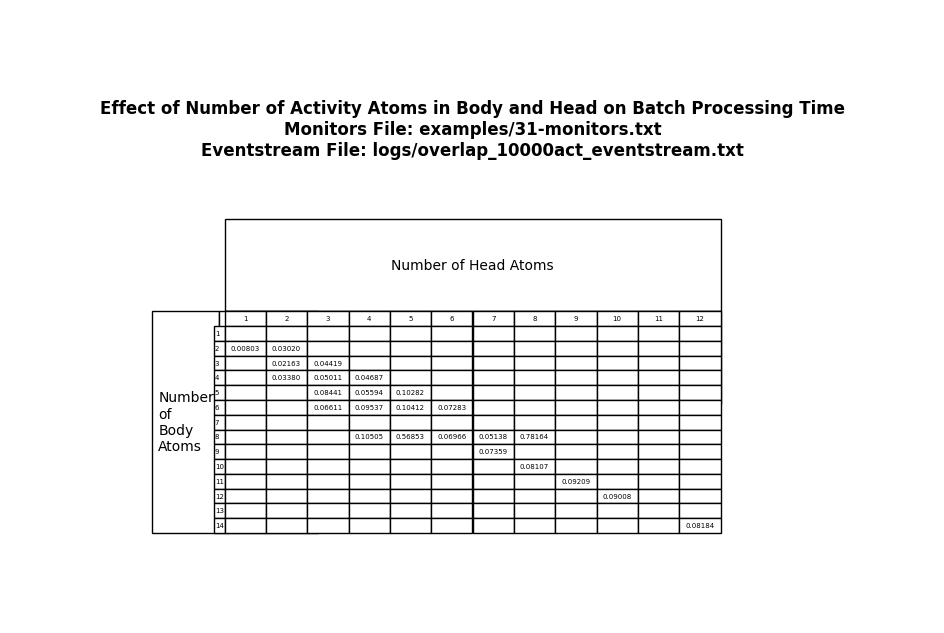 Effect of Number of Activity Atoms in Body and Head on Batch Processing Time
Monitors File: examples/31-monitors.txt
Eventstream File: logs/overlap_10000act_eventstream.txt
Number of Head Atoms
1 2 3 4 5 6 7 8 9 10 11 12
Number
of
Body
Atoms
1
2 0.00803 0.03020
3 0.02163 0.04419
4 0.03380 0.05011 0.04687
5 0.08441 0.05594 0.10282
6 0.06611 0.09537 0.10412 0.07283
7
8 0.10505 0.56853 0.06966 0.05138 0.78164
9 0.07359
10 0.08107
11 0.09209
12 0.09008
13
14 0.08184